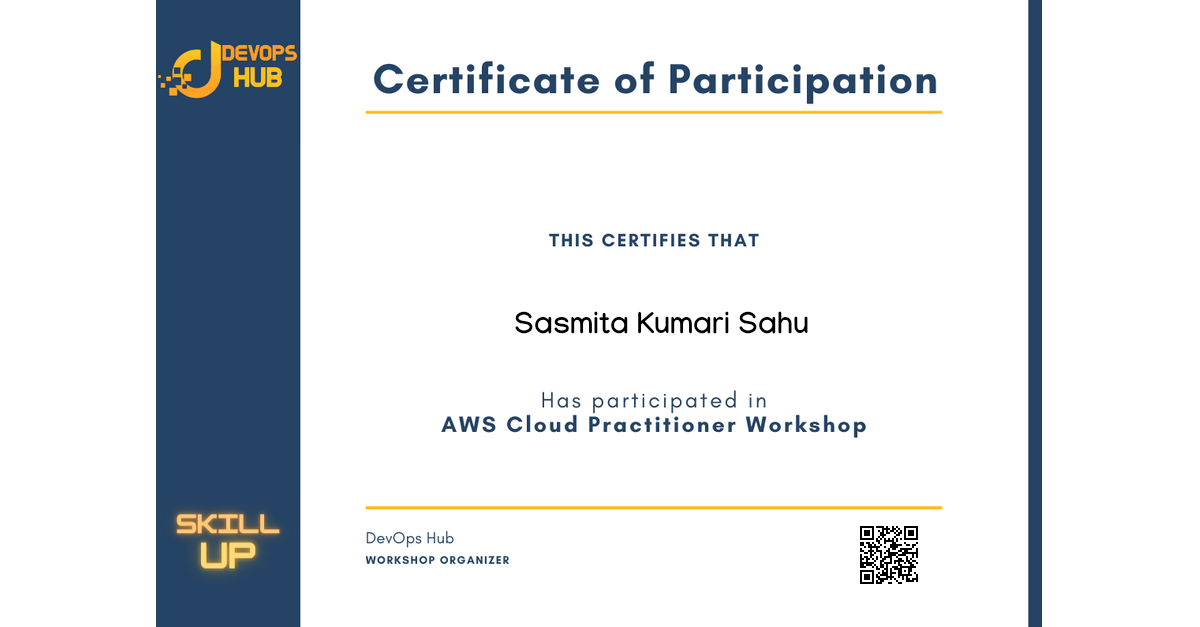 DEVOPS
HUB
Certificate of Participation
THIS CERTIFIES THAT
Sasmita Kumari Sahu
Has participated in
AWS Cloud Practitioner Workshop
SKILL
UP
DevOps Hub
WORKSHOP ORGANIZER